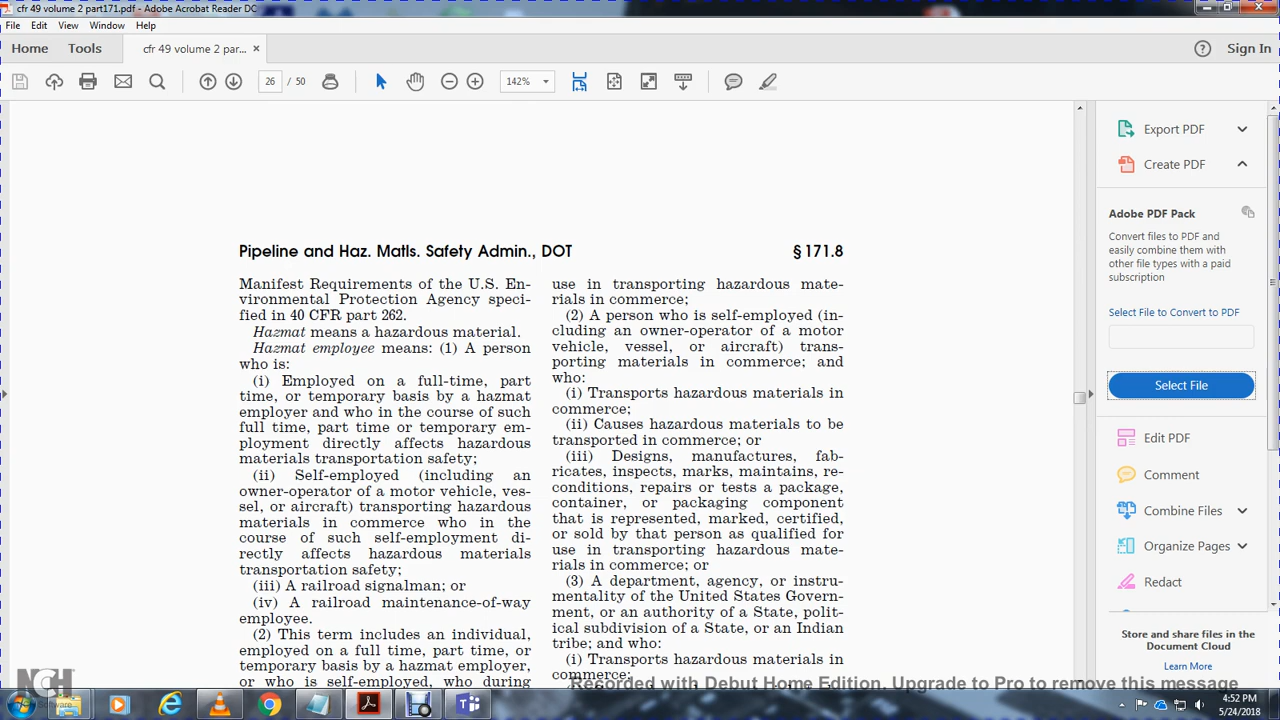 cfr 49 volume 2 part171.pdf - Adobe Acrobat Reader DC
File Edit View Window Help
Home Tools cfr 49 volume 2 par... × Sign In
26 / 50 142%
Pipeline and Haz. Matls. Safety Admin., DOT § 171.8
Manifest Requirements of the U.S. En-
vironmental Protection Agency speci-
fied in 40 CFR part 262.
Hazmat means a hazardous material.
Hazmat employee means: (1) A person
who is:
(i) Employed on a full-time, part
time, or temporary basis by a hazmat
employer and who in the course of such
full time, part time or temporary em-
ployment directly affects hazardous
materials transportation safety;
(ii) Self-employed (including an
owner-operator of a motor vehicle, ves-
sel, or aircraft) transporting hazardous
materials in commerce who in the
course of such self-employment di-
rectly affects hazardous materials
transportation safety;
(iii) A railroad signalman; or
(iv) A railroad maintenance-of-way
employee.
(2) This term includes an individual,
employed on a full time, part time, or
temporary basis by a hazmat employer,
or who is self-employed, who during
use in transporting hazardous mate-
rials in commerce;
(2) A person who is self-employed (in-
cluding an owner-operator of a motor
vehicle, vessel, or aircraft) trans-
porting materials in commerce; and
who:
(i) Transports hazardous materials in
commerce;
(ii) Causes hazardous materials to be
transported in commerce; or
(iii) Designs, manufactures, fab-
ricates, inspects, marks, maintains, re-
conditions, repairs or tests a package,
container, or packaging component
that is represented, marked, certified,
or sold by that person as qualified for
use in transporting hazardous mate-
rials in commerce; or
(3) A department, agency, or instru-
mentality of the United States Govern-
ment, or an authority of a State, polit-
ical subdivision of a State, or an Indian
tribe; and who:
(i) Transports hazardous materials in
commerce;
Export PDF
Create PDF
Adobe PDF Pack
Convert files to PDF and
easily combine them with
other file types with a paid
subscription
Select File to Convert to PDF
Select File
Edit PDF
Comment
Combine Files
Organize Pages
Redact
Store and share files in the
Document Cloud
Learn More
NCH
Software
Recorded with Debut Home Edition. Upgrade to Pro to remove this message
4:52 PM
5/24/2018